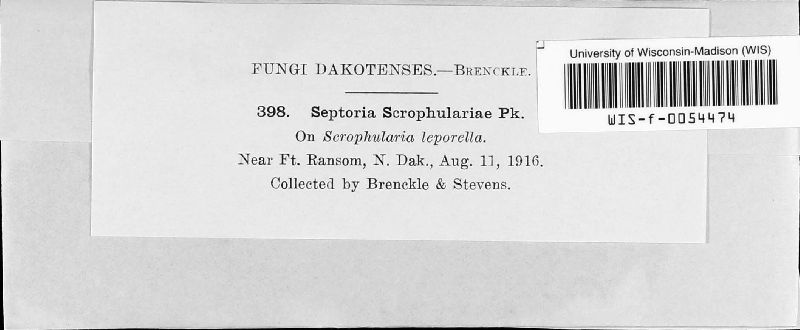 FUNGI DAKOTENSES.—BRENCKLE.
398. Septoria Scrophulariae Pk.
On Scrophularia leporella.
Near Ft. Ransom, N. Dak., Aug. 11, 1916.
Collected by Brenckle & Stevens.
University of Wisconsin-Madison (WIS)
WIS-f-0054474